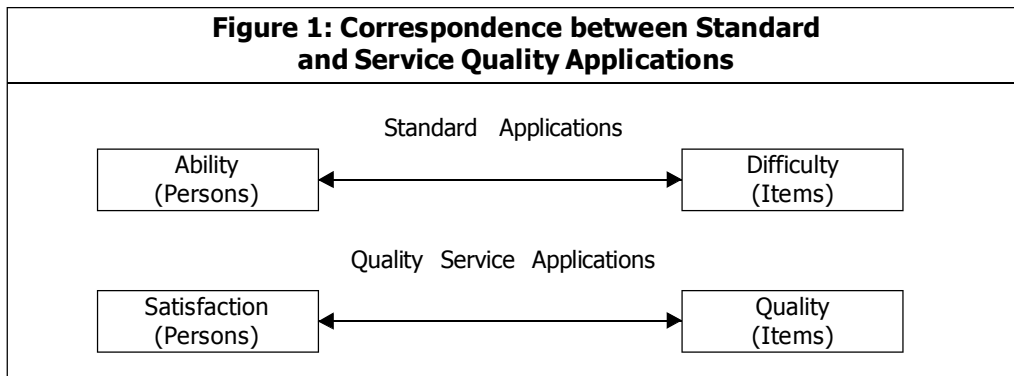 Figure 1: Correspondence between Standard
and Service Quality Applications
Standard Applications
Ability
(Persons)
Difficulty
(Items)
Quality Service Applications
Satisfaction
(Persons)
Quality
(Items)